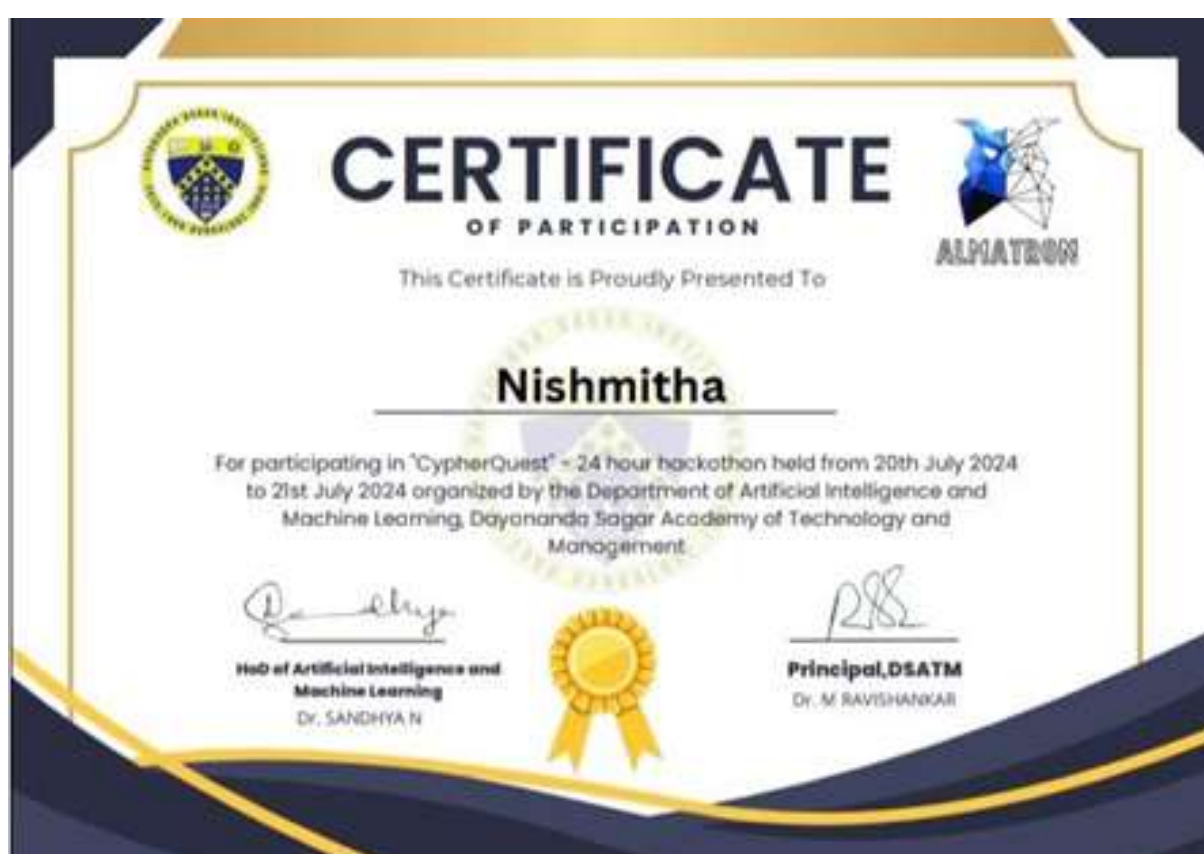 CERTIFICATE
OF PARTICIPATION
ALMATRON
This Certificate is Proudly Presented To
Nishmitha
For participating in "CypherQuest" - 24 hour hackothon held from 20th July 2024
to 21st July 2024 organized by the Department of Artificial Intelligence and
Machine Learning, Dayananda Sagar Academy of Technology and
Management
HoD of Artificial Intelligence and
Machine Learning
Dr. SANDHYA N
Principal,DSATM
Dr. M RAVISHANKAR